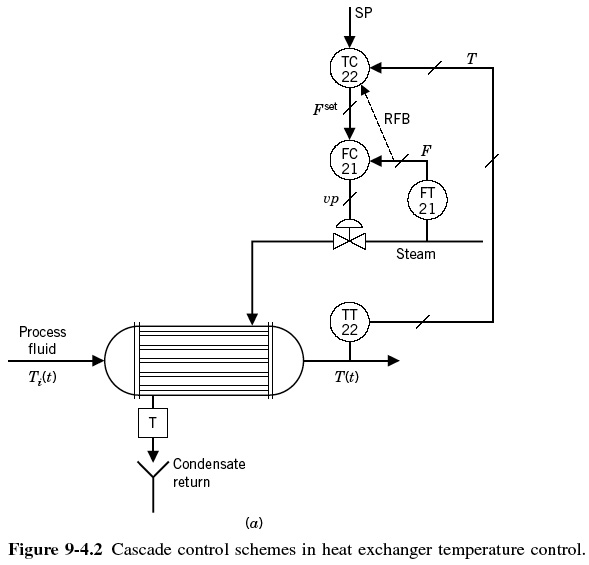 SP
TC
22
T
F^set
RFB
FC
21
F
vp
FT
21
Steam
TT
22
Process
fluid
T_i(t)
T(t)
T
Condensate
return
(a)
Figure 9-4.2 Cascade control schemes in heat exchanger temperature control.